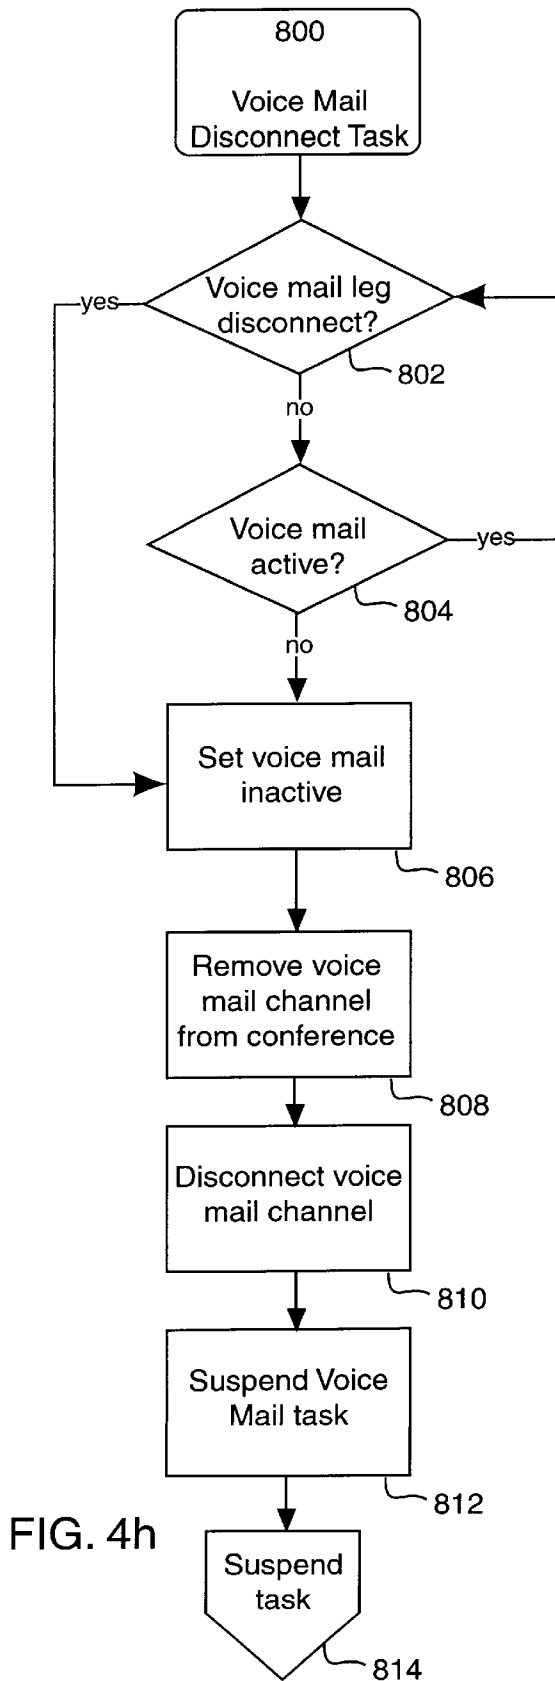 800
Voice Mail
Disconnect Task
Voice mail leg
disconnect?
yes
802
no
Voice mail
active?
yes
804
no
Set voice mail
inactive
806
Remove voice
mail channel
from conference
808
Disconnect voice
mail channel
810
Suspend Voice
Mail task
812
FIG. 4h
Suspend
task
814